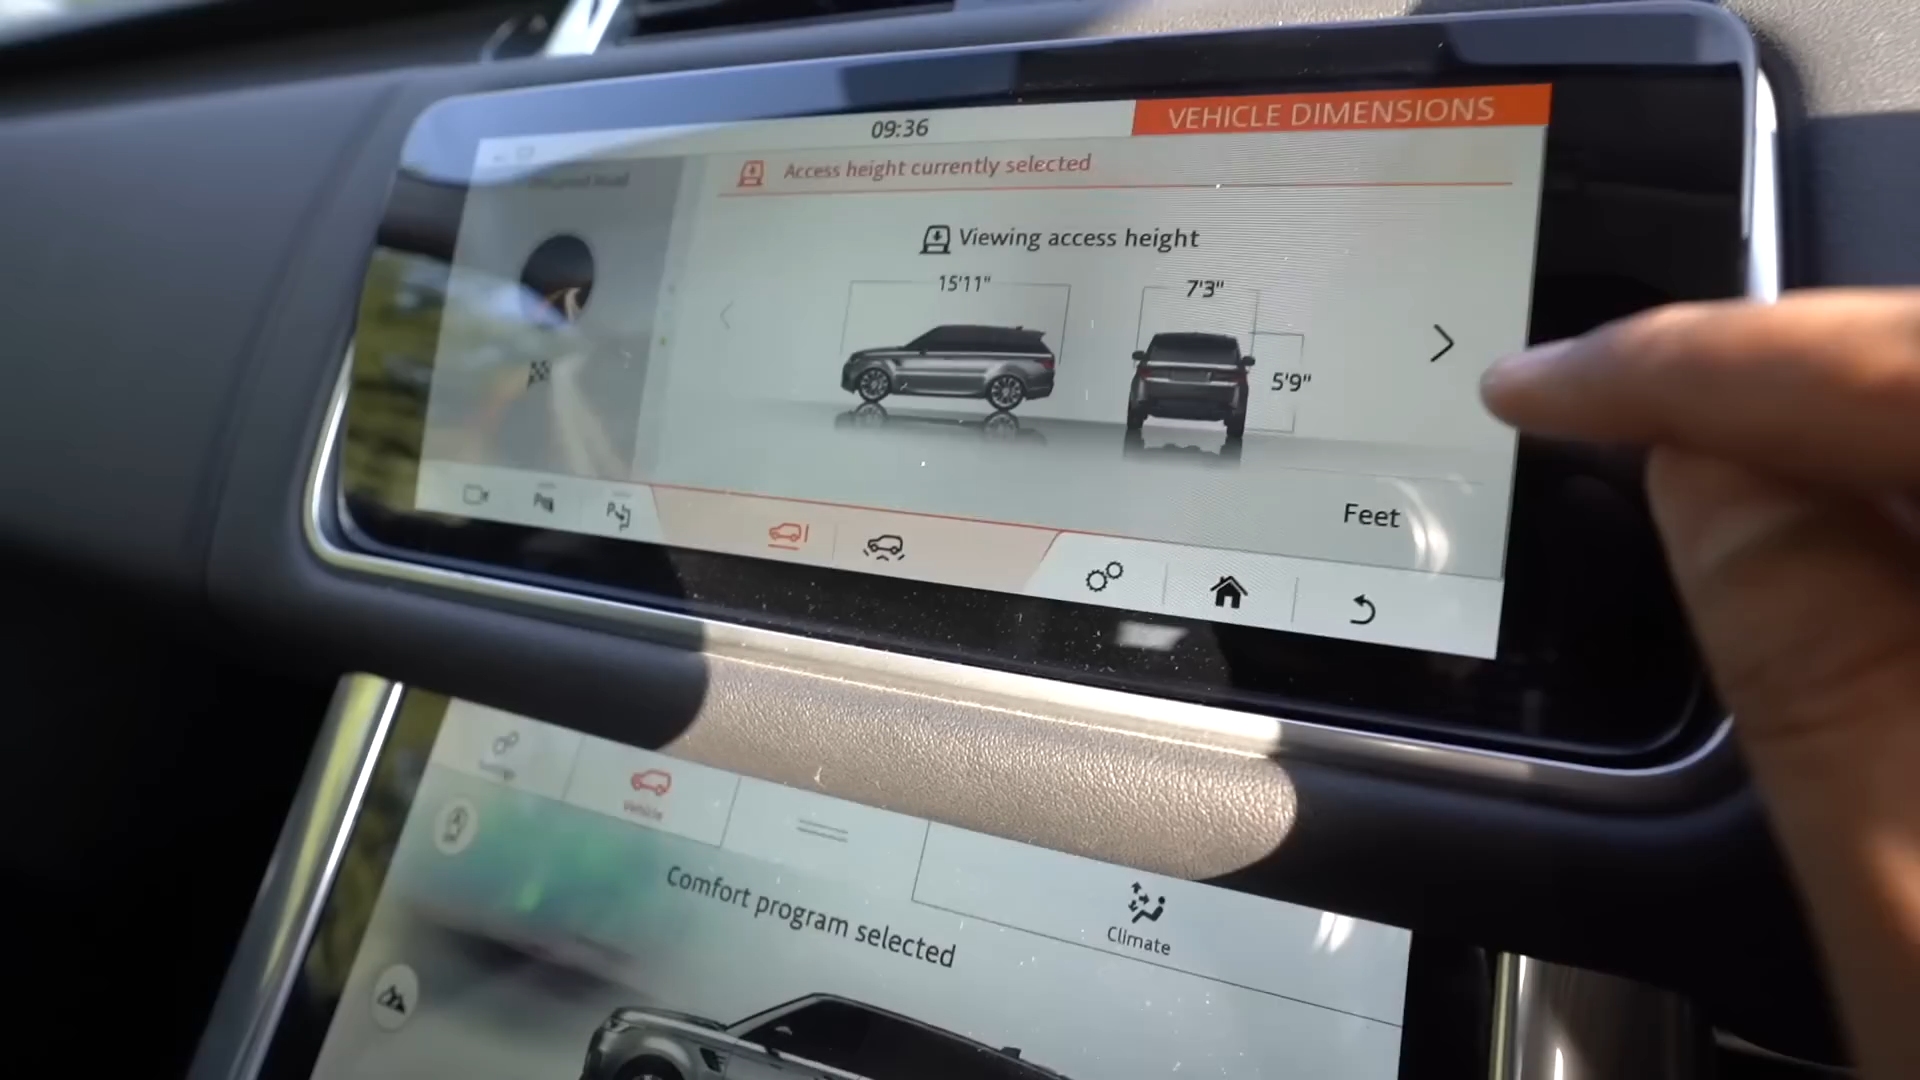 09:36
VEHICLE DIMENSIONS
Access height currently selected
Viewing access height
15'11"
7'3"
5'9"
Feet
Vehicle
Comfort program selected
Climate